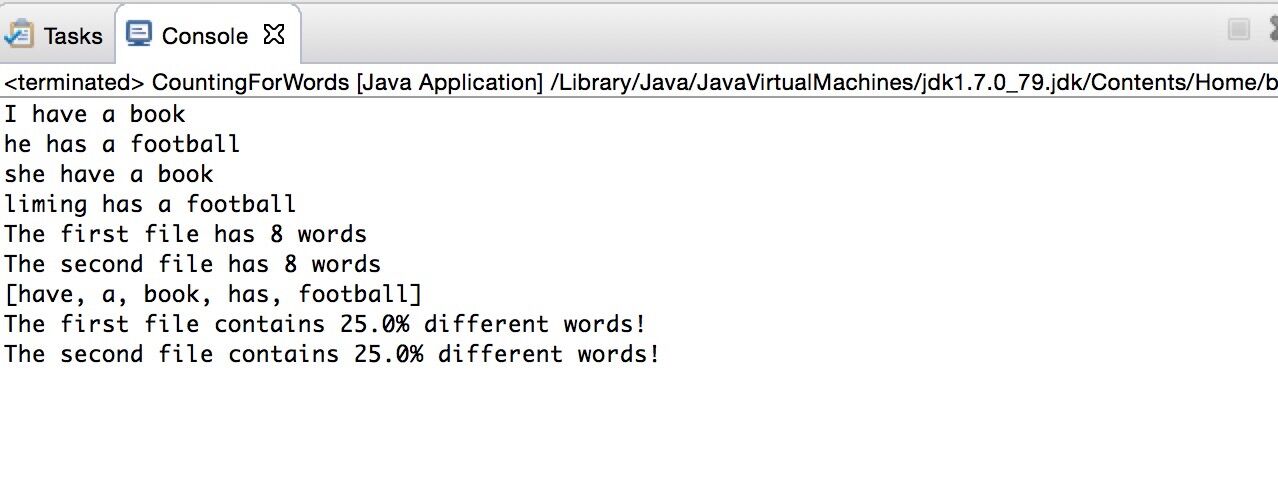 Tasks Console
<terminated> CountingForWords [Java Application] /Library/Java/JavaVirtualMachines/jdk1.7.0_79.jdk/Contents/Home/b
I have a book
he has a football
she have a book
liming has a football
The first file has 8 words
The second file has 8 words
[have, a, book, has, football]
The first file contains 25.0% different words!
The second file contains 25.0% different words!